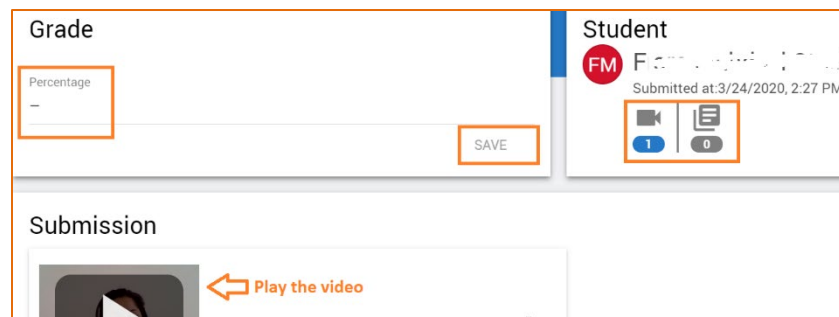 Grade
Percentage
–
SAVE
Student
FM
Submitted at:3/24/2020, 2:27 PM
1
0
Submission
Play the video